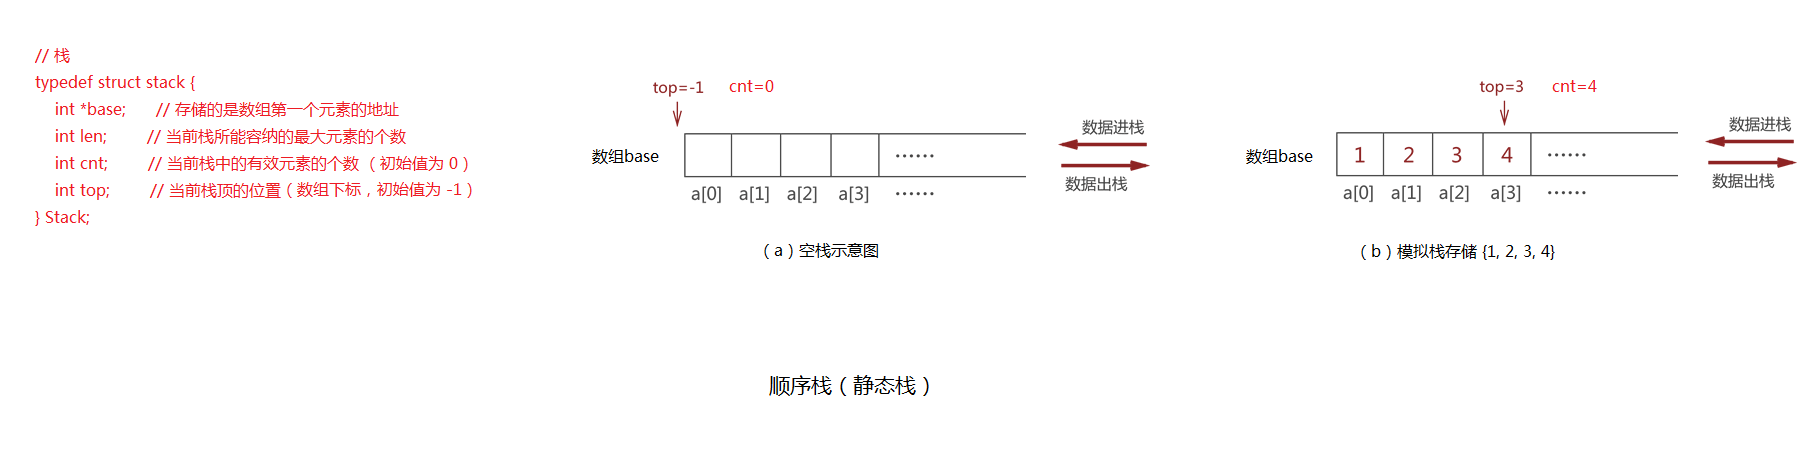 // 栈
typedef struct stack {
int *base; // 存储的是数组第一个元素的地址
int len; // 当前栈所能容纳的最大元素的个数
int cnt; // 当前栈中的有效元素的个数（初始值为 0）
int top; // 当前栈顶的位置（数组下标，初始值为 -1）
} Stack;
top=-1 cnt=0
数组base
……
a[0] a[1] a[2] a[3] ……
数据进栈
数据出栈
（a）空栈示意图
top=3 cnt=4
数组base
1 2 3 4 ……
a[0] a[1] a[2] a[3] ……
数据进栈
数据出栈
（b）模拟栈存储 {1, 2, 3, 4}
顺序栈（静态栈）